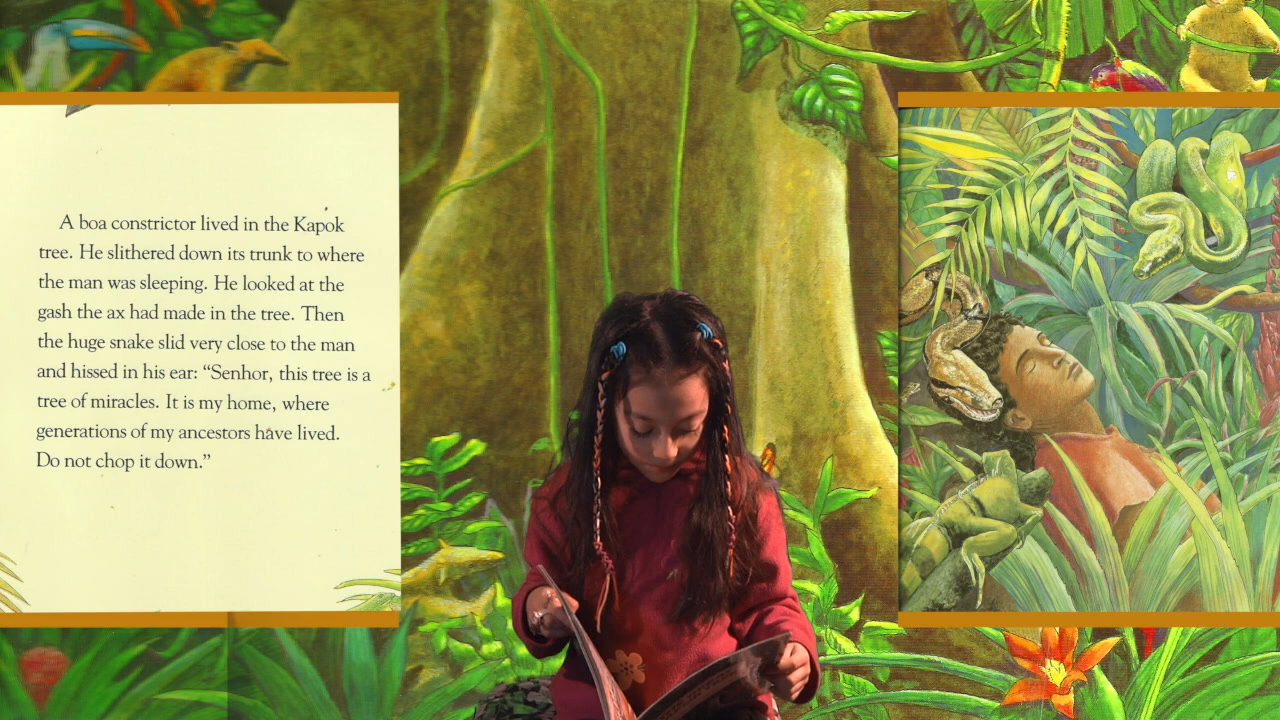 A boa constrictor lived in the Kapok
tree. He slithered down its trunk to where
the man was sleeping. He looked at the
gash the ax had made in the tree. Then
the huge snake slid very close to the man
and hissed in his ear: “Senhor, this tree is a
tree of miracles. It is my home, where
generations of my ancestors have lived.
Do not chop it down.”